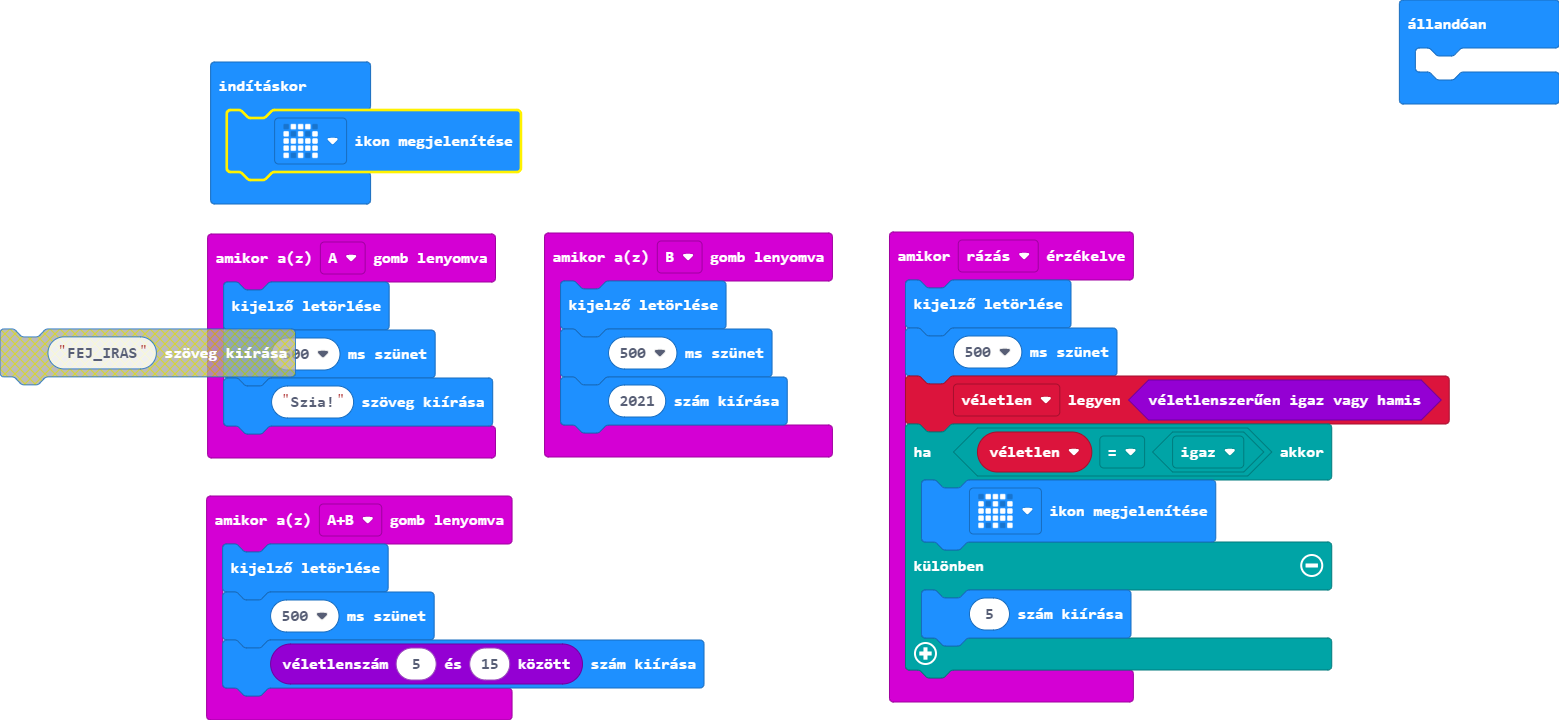 állandóan
indításkor
ikon megjelenítése
amikor a(z) A gomb lenyomva
kijelző letörlése
00 ms szünet
"FEJ_IRAS" szöveg kiírása
"Szia!" szöveg kiírása
amikor a(z) B gomb lenyomva
kijelző letörlése
500 ms szünet
2021 szám kiírása
amikor rázás érzékelve
kijelző letörlése
500 ms szünet
véletlen legyen véletlenszerűen igaz vagy hamis
ha véletlen = igaz akkor
ikon megjelenítése
különben
5 szám kiírása
amikor a(z) A+B gomb lenyomva
kijelző letörlése
500 ms szünet
véletlenszám 5 és 15 között szám kiírása